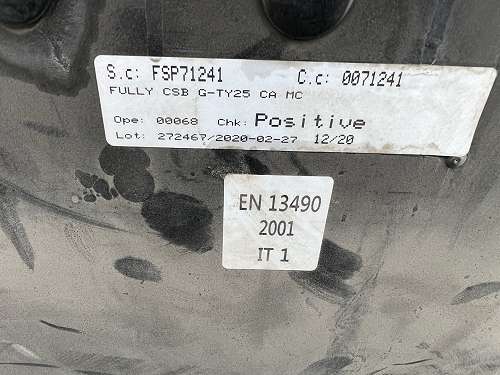 S.c: FSP71241 C.c: 0071241
FULLY CSB G-TY25 CA MC
Ope: 00068 Chk: Positive
Lot: 272467/2020-02-27 12/20
EN 13490
2001
IT 1